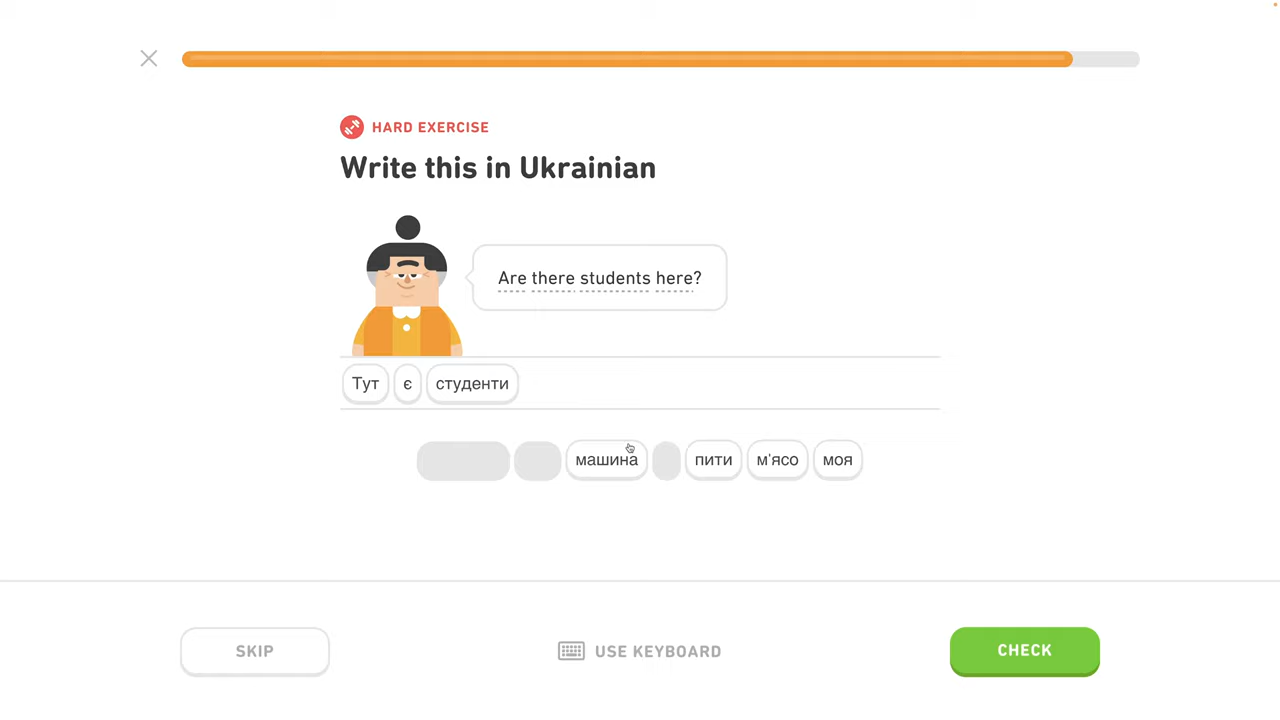 HARD EXERCISE
Write this in Ukrainian
Are there students here?
Тут є студенти
машина пити м'ясо моя
SKIP USE KEYBOARD CHECK